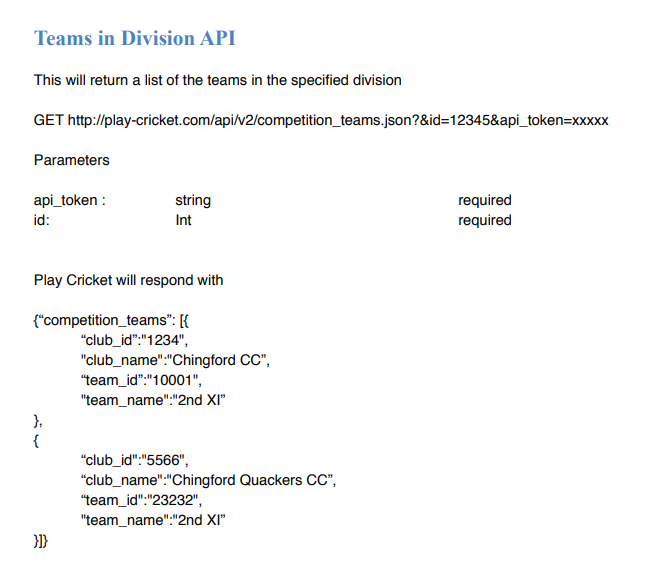 Teams in Division API
This will return a list of the teams in the specified division
GET http://play-cricket.com/api/v2/competition_teams.json?&id=12345&api_token=xxxxx
Parameters
api_token : string required
id: Int required
Play Cricket will respond with
{“competition_teams”: [{
“club_id”:"1234",
"club_name":"Chingford CC”,
“team_id”:"10001",
"team_name":"2nd XI”
},
{
“club_id":"5566",
“club_name":"Chingford Quackers CC”,
“team_id":"23232",
"team_name":"2nd XI”
}]}